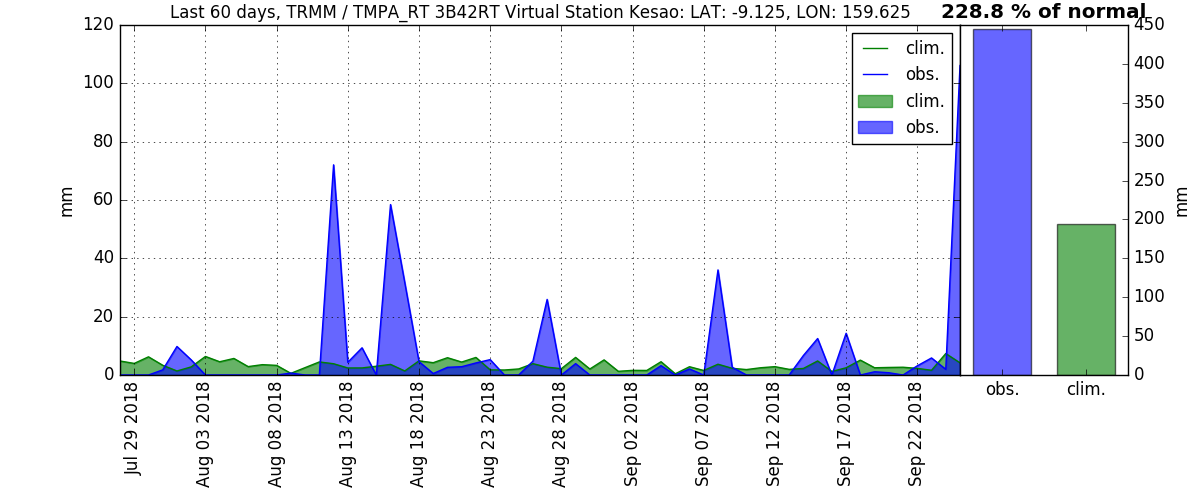 Last 60 days, TRMM / TMPA_RT 3B42RT Virtual Station Kesao: LAT: -9.125, LON: 159.625
228.8 % of normal
120
100
80
60
40
20
0
mm
clim.
obs.
clim.
obs.
450
400
350
300
250
200
150
100
50
0
mm
obs.
clim.
Jul 29 2018
Aug 03 2018
Aug 08 2018
Aug 13 2018
Aug 18 2018
Aug 23 2018
Aug 28 2018
Sep 02 2018
Sep 07 2018
Sep 12 2018
Sep 17 2018
Sep 22 2018